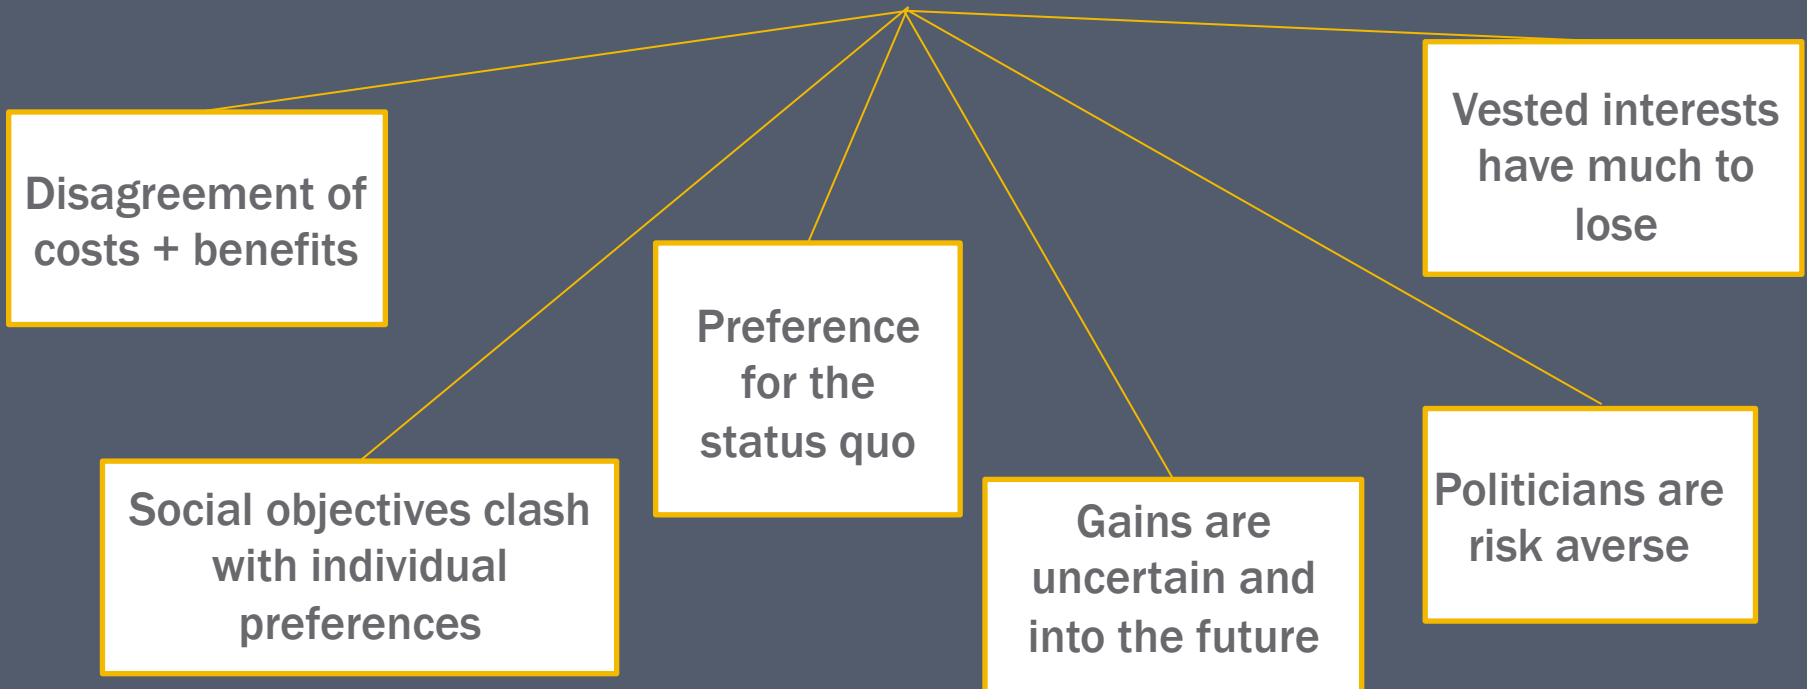 Disagreement of
costs + benefits
Social objectives clash
with individual
preferences
Preference
for the
status quo
Gains are
uncertain and
into the future
Politicians are
risk averse
Vested interests
have much to
lose